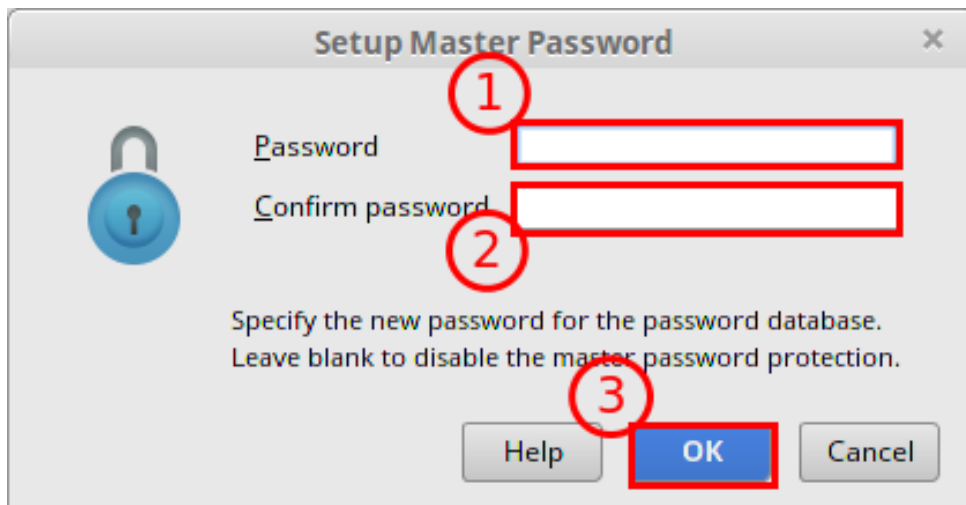 Setup Master Password
1
Password
Confirm password
2
Specify the new password for the password database.
Leave blank to disable the master password protection.
3
Help OK Cancel